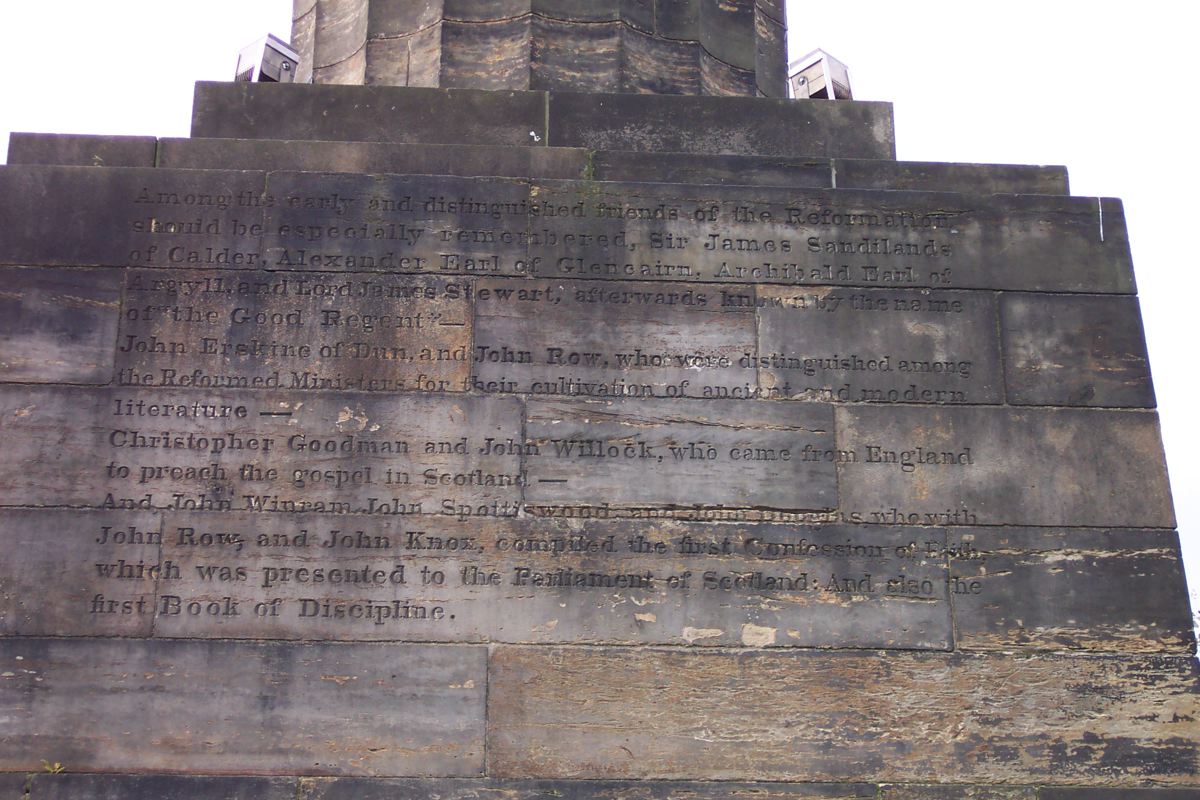 Among the early and distinguished friends of the Reformation,
should be especially remembered, Sir James Sandilands
of Calder, Alexander Earl of Glencairn, Archibald Earl of
Argyll, and Lord James Stewart, afterwards known by the name
of "the Good Regent" —
John Erskine of Dun, and John Row, who were distinguished among
the Reformed Ministers for their cultivation of ancient and modern
literature —
Christopher Goodman and John Willock, who came from England
to preach the gospel in Scotland —
And John Winram, John Spottiswood, and John Douglas, who with
John Row, and John Knox, compiled the first Confession of Faith,
which was presented to the Parliament of Scotland: And also the
first Book of Discipline.